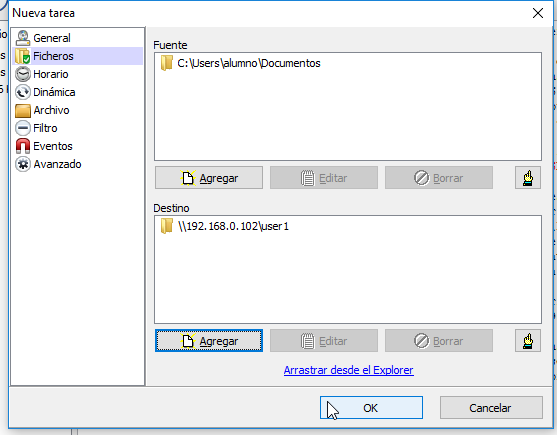 Nueva tarea
General
Ficheros
Horario
Dinámica
Archivo
Filtro
Eventos
Avanzado
Fuente
C:\Users\alumno\Documentos
Agregar
Editar
Borrar
Destino
\\192.168.0.102\user1
Agregar
Editar
Borrar
Arrastrar desde el Explorer
OK
Cancelar